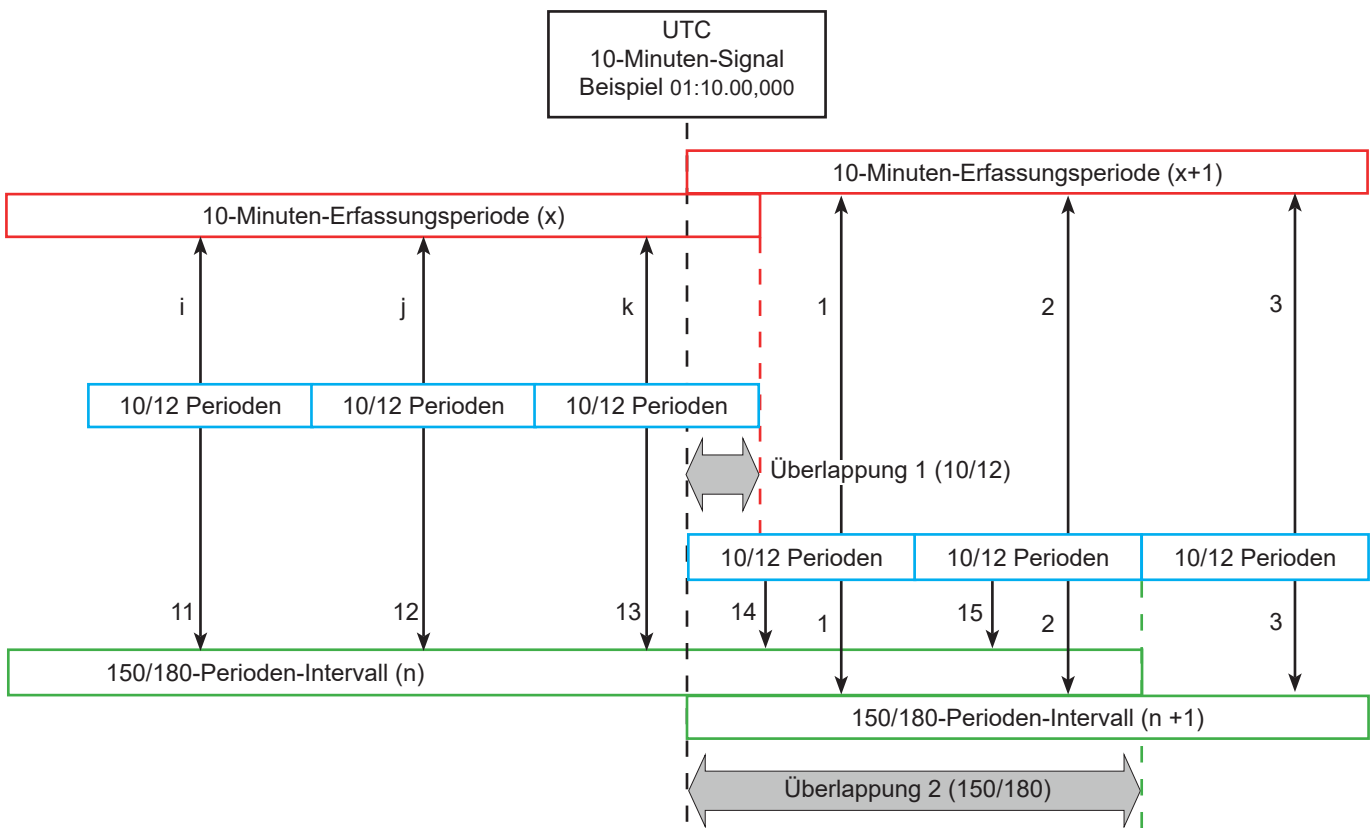 UTC
10-Minuten-Signal
Beispiel 01:10.00,000
10-Minuten-Erfassungsperiode (x+1)
10-Minuten-Erfassungsperiode (x)
i
j
k
1
2
3
10/12 Perioden
10/12 Perioden
10/12 Perioden
Überlappung 1 (10/12)
10/12 Perioden
10/12 Perioden
10/12 Perioden
11
12
13
14
1
15
2
3
150/180-Perioden-Intervall (n)
150/180-Perioden-Intervall (n +1)
Überlappung 2 (150/180)